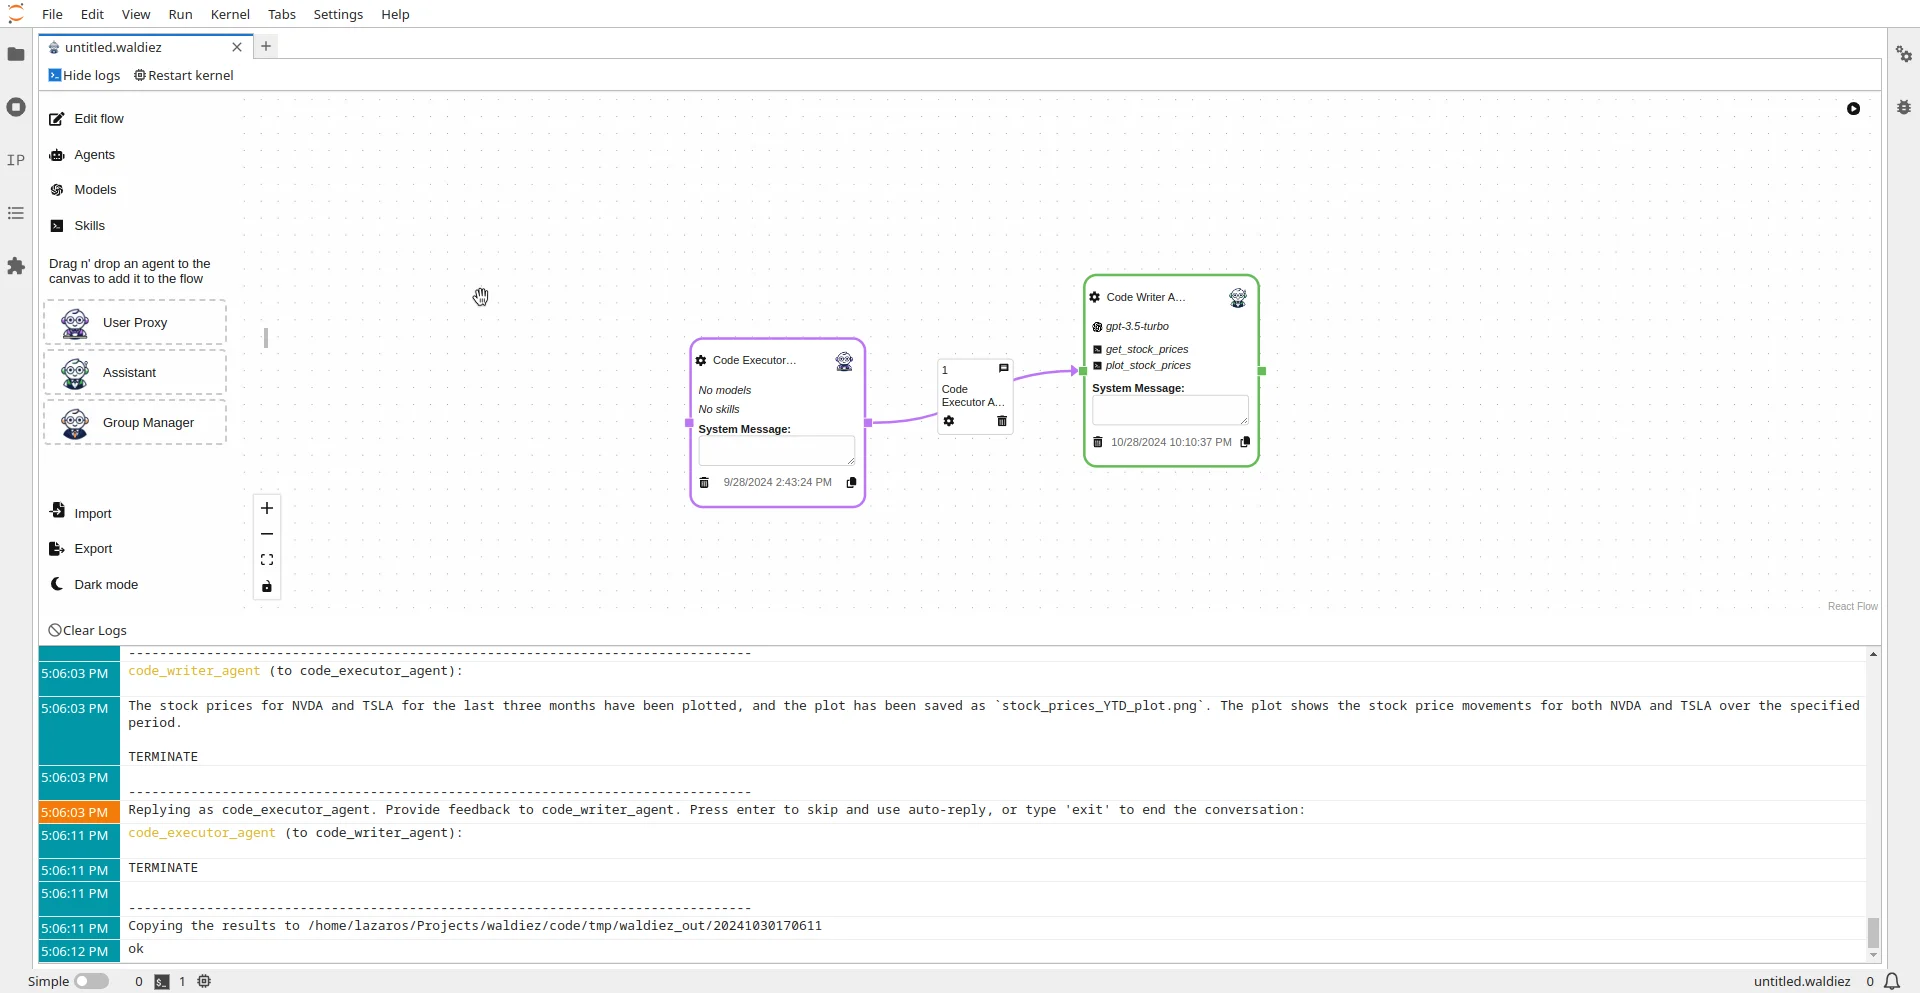 File Edit View Run Kernel Tabs Settings Help
untitled.waldiez
Hide logs Restart kernel
Edit flow
Agents
Models
Skills
Drag n' drop an agent to the
canvas to add it to the flow
User Proxy
Assistant
Group Manager
Import
Export
Dark mode
IP
Code Executor...
No models
No skills
System Message:
9/28/2024 2:43:24 PM
1
Code
Executor A...
Code Writer A...
gpt-3.5-turbo
get_stock_prices
plot_stock_prices
System Message:
10/28/2024 10:10:37 PM
React Flow
Clear Logs
--------------------------------------------------------------------------------
5:06:03 PM code_writer_agent (to code_executor_agent):
5:06:03 PM The stock prices for NVDA and TSLA for the last three months have been plotted, and the plot has been saved as `stock_prices_YTD_plot.png`. The plot shows the stock price movements for both NVDA and TSLA over the specified
period.
TERMINATE
5:06:03 PM
--------------------------------------------------------------------------------
5:06:03 PM Replying as code_executor_agent. Provide feedback to code_writer_agent. Press enter to skip and use auto-reply, or type 'exit' to end the conversation:
5:06:11 PM code_executor_agent (to code_writer_agent):
5:06:11 PM TERMINATE
5:06:11 PM
--------------------------------------------------------------------------------
5:06:11 PM Copying the results to /home/lazaros/Projects/waldiez/code/tmp/waldiez_out/20241030170611
5:06:12 PM ok
Simple 0 1 untitled.waldiez 0